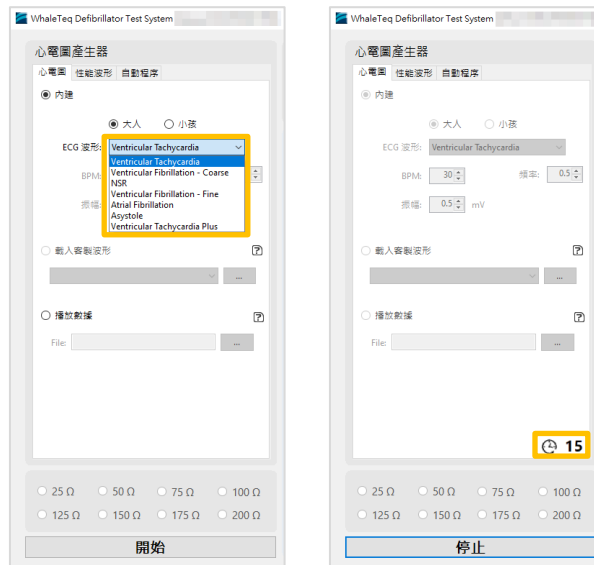 WhaleTeq Defibrillator Test System
心電圖產生器
心電圖 性能波形 自動程序
內建
大人 小孩
ECG 波形: Ventricular Tachycardia
Ventricular Tachycardia
Ventricular Fibrillation - Coarse
BPM:
NSR
Ventricular Fibrillation - Fine
振幅:
Atrial Fibrillation
Asystole
Ventricular Tachycardia Plus
載入客製波形 ?
...
播放數據 ?
File: ...
25 Ω 50 Ω 75 Ω 100 Ω
125 Ω 150 Ω 175 Ω 200 Ω
開始
WhaleTeq Defibrillator Test System
心電圖產生器
心電圖 性能波形 自動程序
內建
大人 小孩
ECG 波形: Ventricular Tachycardia
BPM: 30 頻率: 0.5
振幅: 0.5 mV
載入客製波形 ?
...
播放數據 ?
File: ...
15
25 Ω 50 Ω 75 Ω 100 Ω
125 Ω 150 Ω 175 Ω 200 Ω
停止